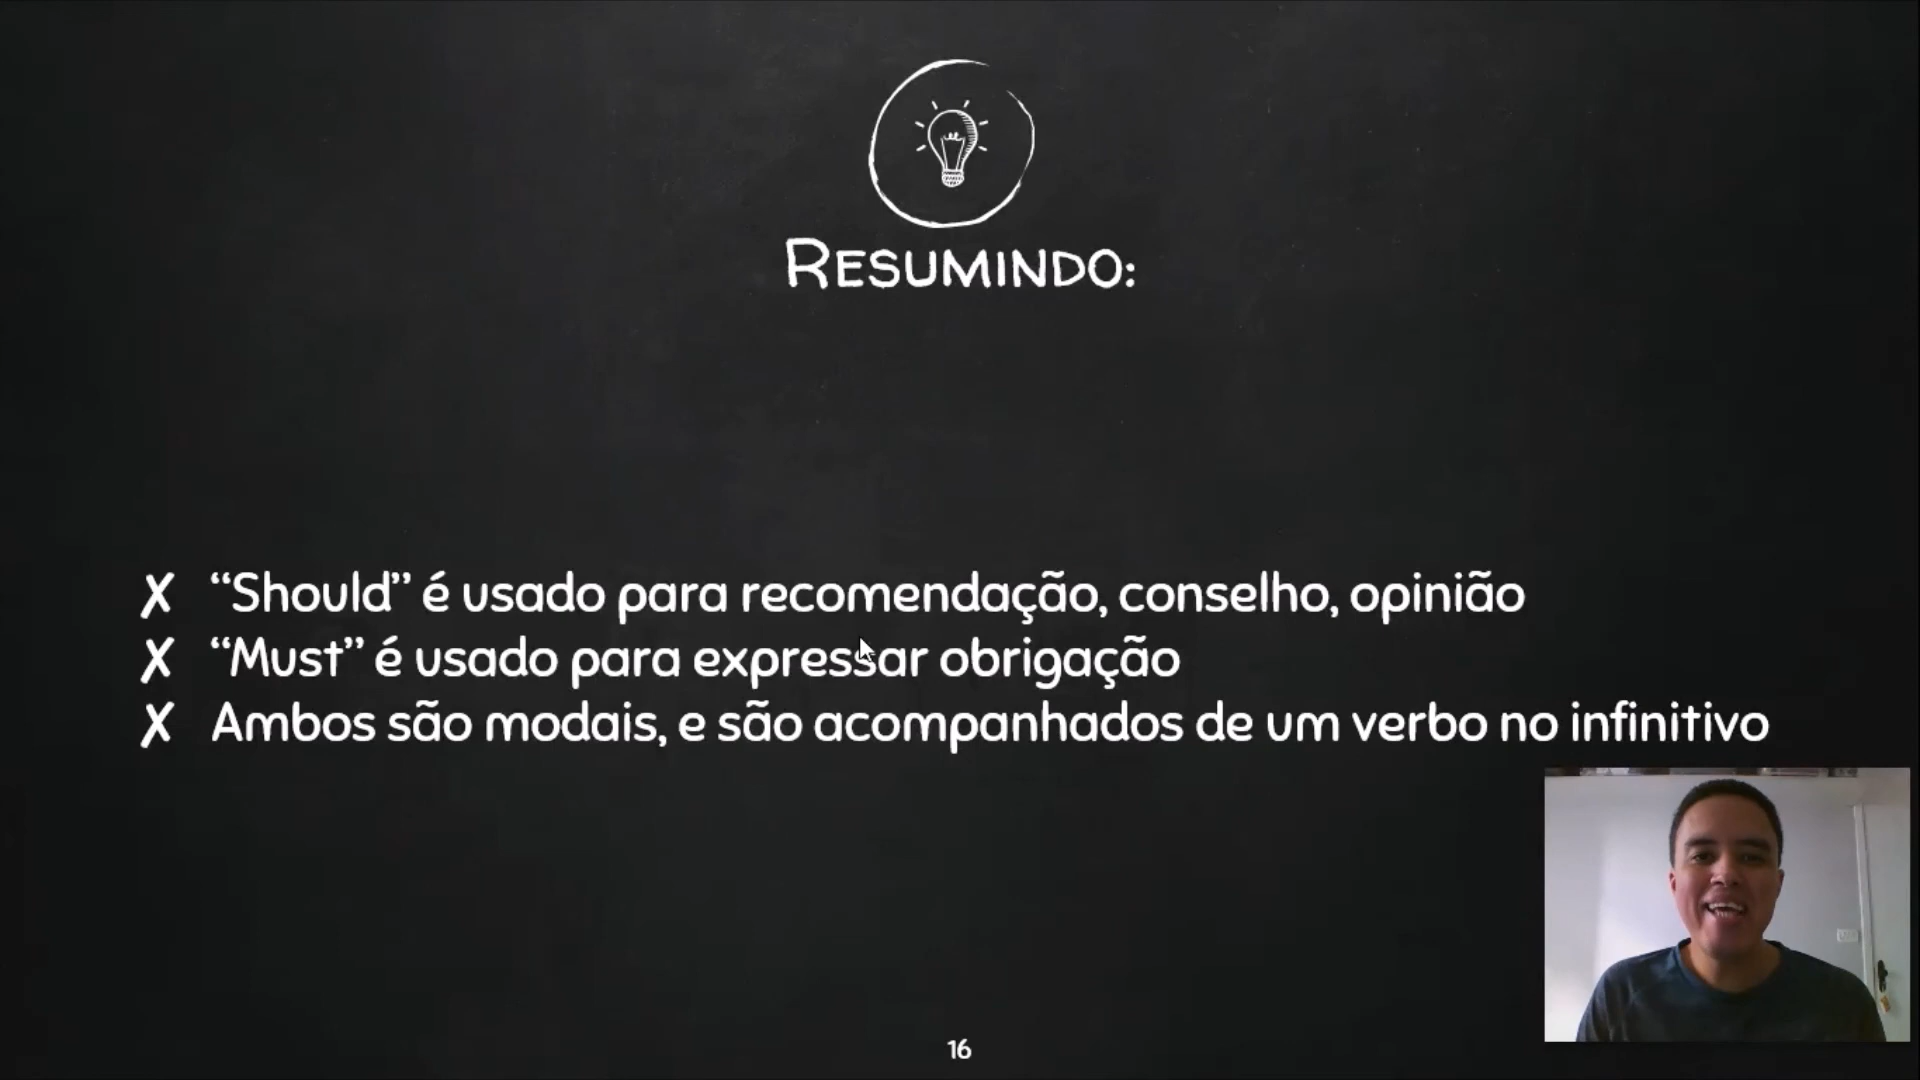 RESUMINDO:
✗ “Should” é usado para recomendação, conselho, opinião
✗ “Must” é usado para expressar obrigação
✗ Ambos são modais, e são acompanhados de um verbo no infinitivo
16